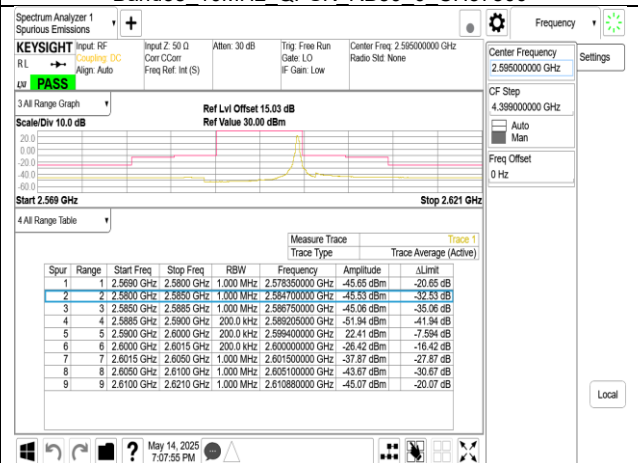 Spectrum Analyzer 1
Spurious Emissions
Frequency
KEYSIGHT Input: RF Input Z: 50 Ω Atten: 30 dB Trig: Free Run Center Freq: 2.595000000 GHz
RL Coupling: DC Corr CCorr Gate: LO Radio Std: None
Align: Auto Freq Ref: Int (S) IF Gain: Low
LXI PASS
Center Frequency
2.595000000 GHz
Settings
CF Step
4.399000000 GHz
Auto
Man
Freq Offset
0 Hz
3 All Range Graph
Ref Lvl Offset 15.03 dB
Scale/Div 10.0 dB Ref Value 30.00 dBm
20.0
0.00
-20.0
-40.0
-60.0
Start 2.569 GHz Stop 2.621 GHz
4 All Range Table
Measure Trace Trace 1
Trace Type Trace Average (Active)
Spur Range Start Freq Stop Freq RBW Frequency Amplitude ΔLimit
1 1 2.5690 GHz 2.5800 GHz 1.000 MHz 2.578350000 GHz -45.65 dBm -20.65 dB
2 2 2.5800 GHz 2.5850 GHz 1.000 MHz 2.584700000 GHz -45.53 dBm -32.53 dB
3 3 2.5850 GHz 2.5885 GHz 1.000 MHz 2.586750000 GHz -45.06 dBm -35.06 dB
4 4 2.5885 GHz 2.5900 GHz 200.0 kHz 2.589205000 GHz -51.94 dBm -41.94 dB
5 5 2.5900 GHz 2.6000 GHz 200.0 kHz 2.599400000 GHz 22.41 dBm -7.594 dB
6 6 2.6000 GHz 2.6015 GHz 200.0 kHz 2.600000000 GHz -26.42 dBm -16.42 dB
7 7 2.6015 GHz 2.6050 GHz 1.000 MHz 2.601500000 GHz -37.87 dBm -27.87 dB
8 8 2.6050 GHz 2.6100 GHz 1.000 MHz 2.605100000 GHz -43.67 dBm -30.67 dB
9 9 2.6100 GHz 2.6210 GHz 1.000 MHz 2.610880000 GHz -45.07 dBm -20.07 dB
Local
May 14, 2025
7:07:55 PM